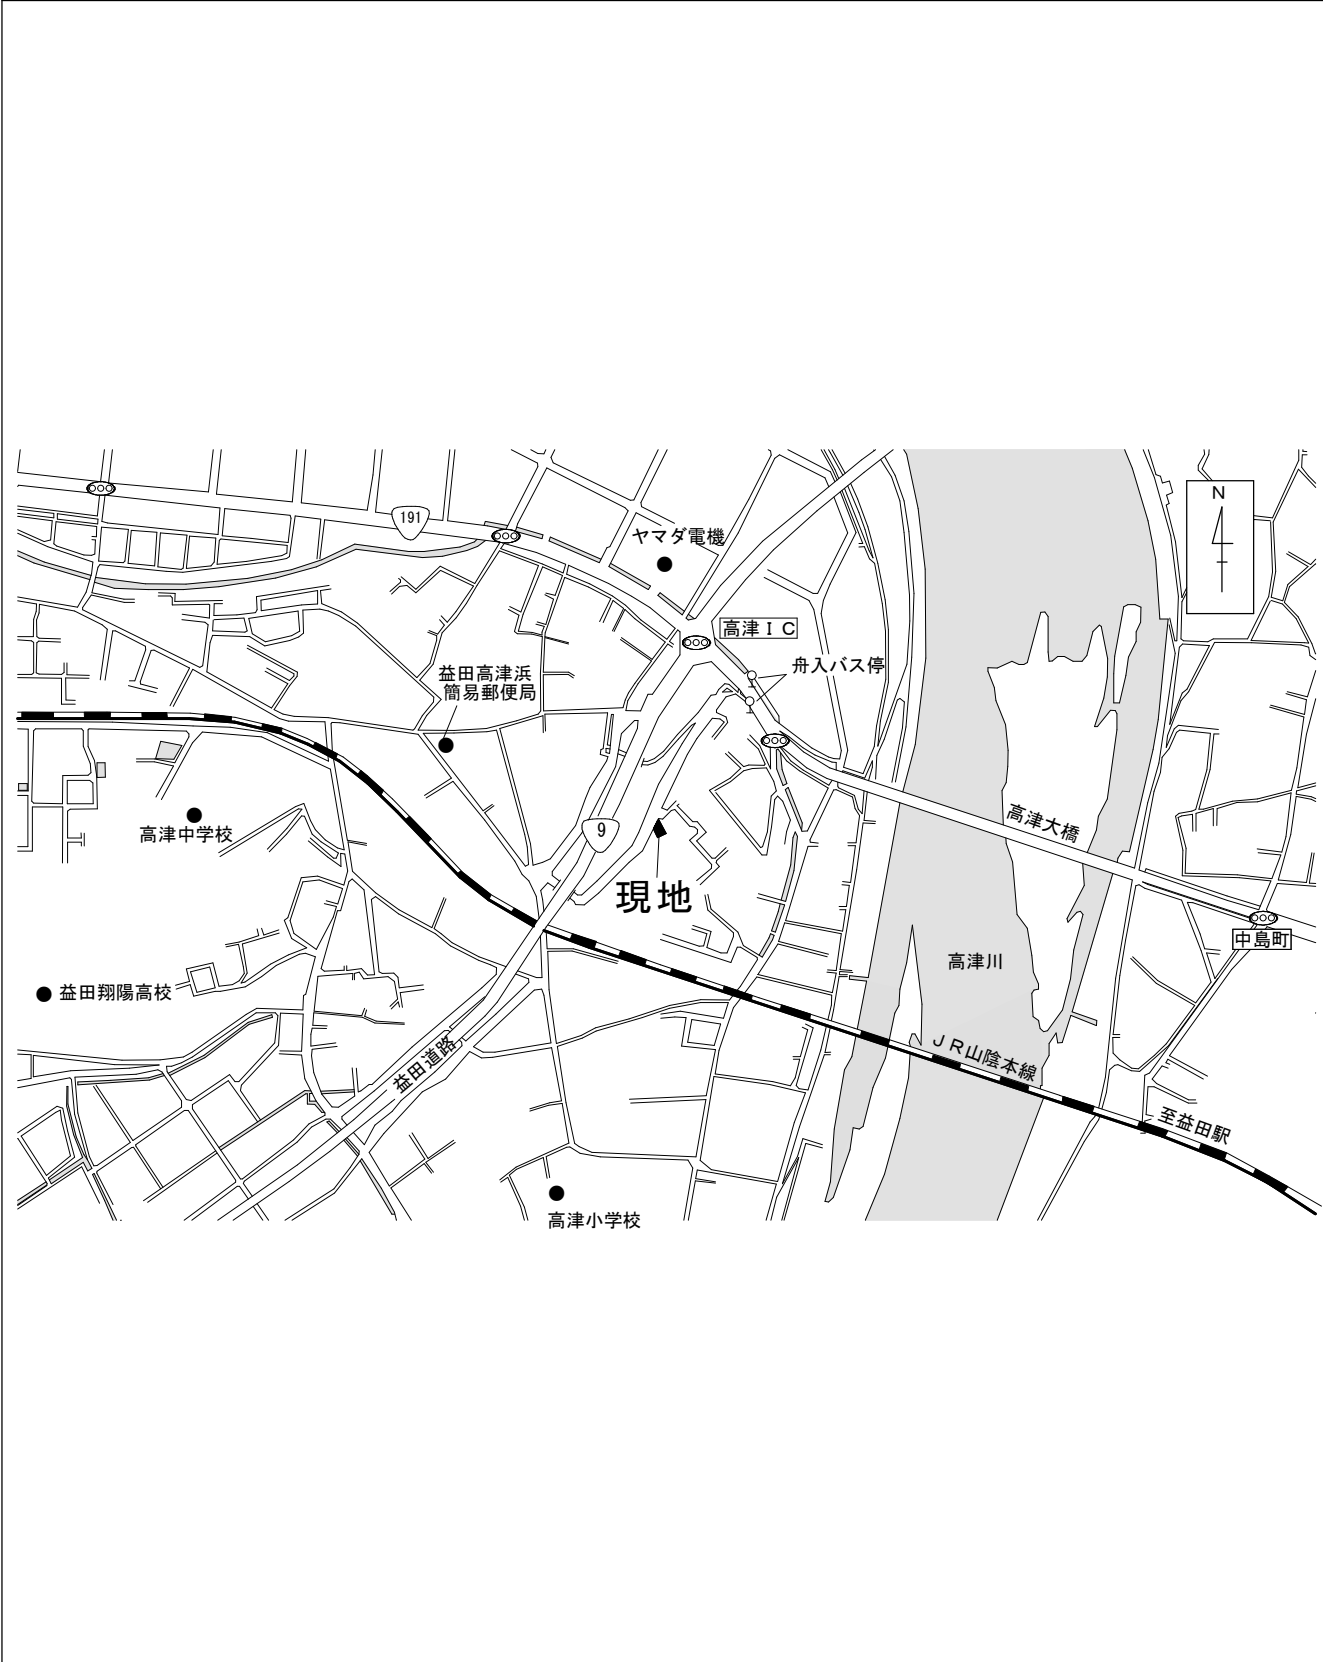 N
191
ヤマダ電機
高津ＩＣ
舟入バス停
益田高津浜
簡易郵便局
高津中学校
9
高津大橋
現地
中島町
高津川
益田翔陽高校
益田道路
ＪＲ山陰本線
至益田駅
高津小学校